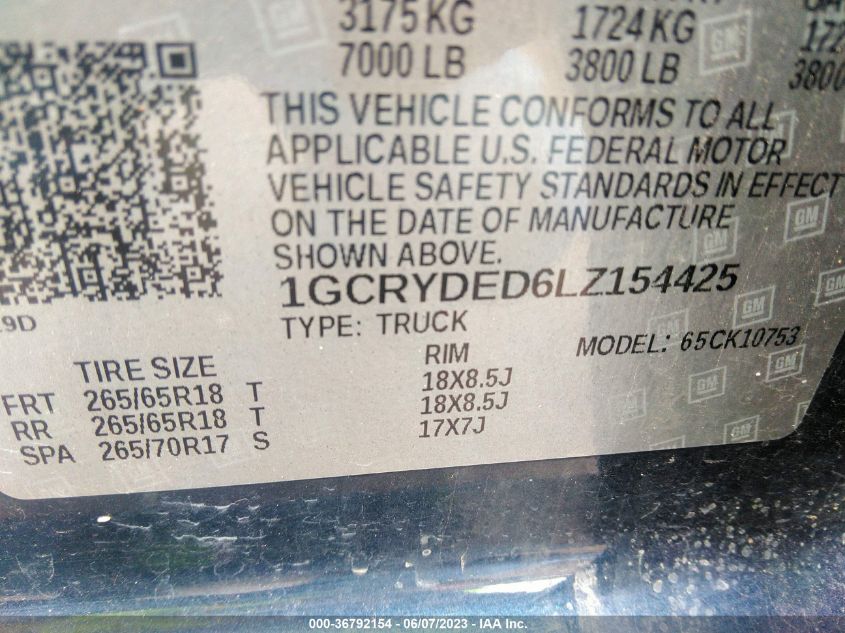 3175 KG 1724 KG
7000 LB 3800 LB 3800
THIS VEHICLE CONFORMS TO ALL
APPLICABLE U.S. FEDERAL MOTOR
VEHICLE SAFETY STANDARDS IN EFFECT
ON THE DATE OF MANUFACTURE
SHOWN ABOVE.
1GCRYDED6LZ154425
9D
TYPE: TRUCK MODEL: 65CK10753
TIRE SIZE RIM
FRT 265/65R18 T 18X8.5J
RR 265/65R18 T 18X8.5J
SPA 265/70R17 S 17X7J
GM
000-36792154 - 06/07/2023 - IAA Inc.